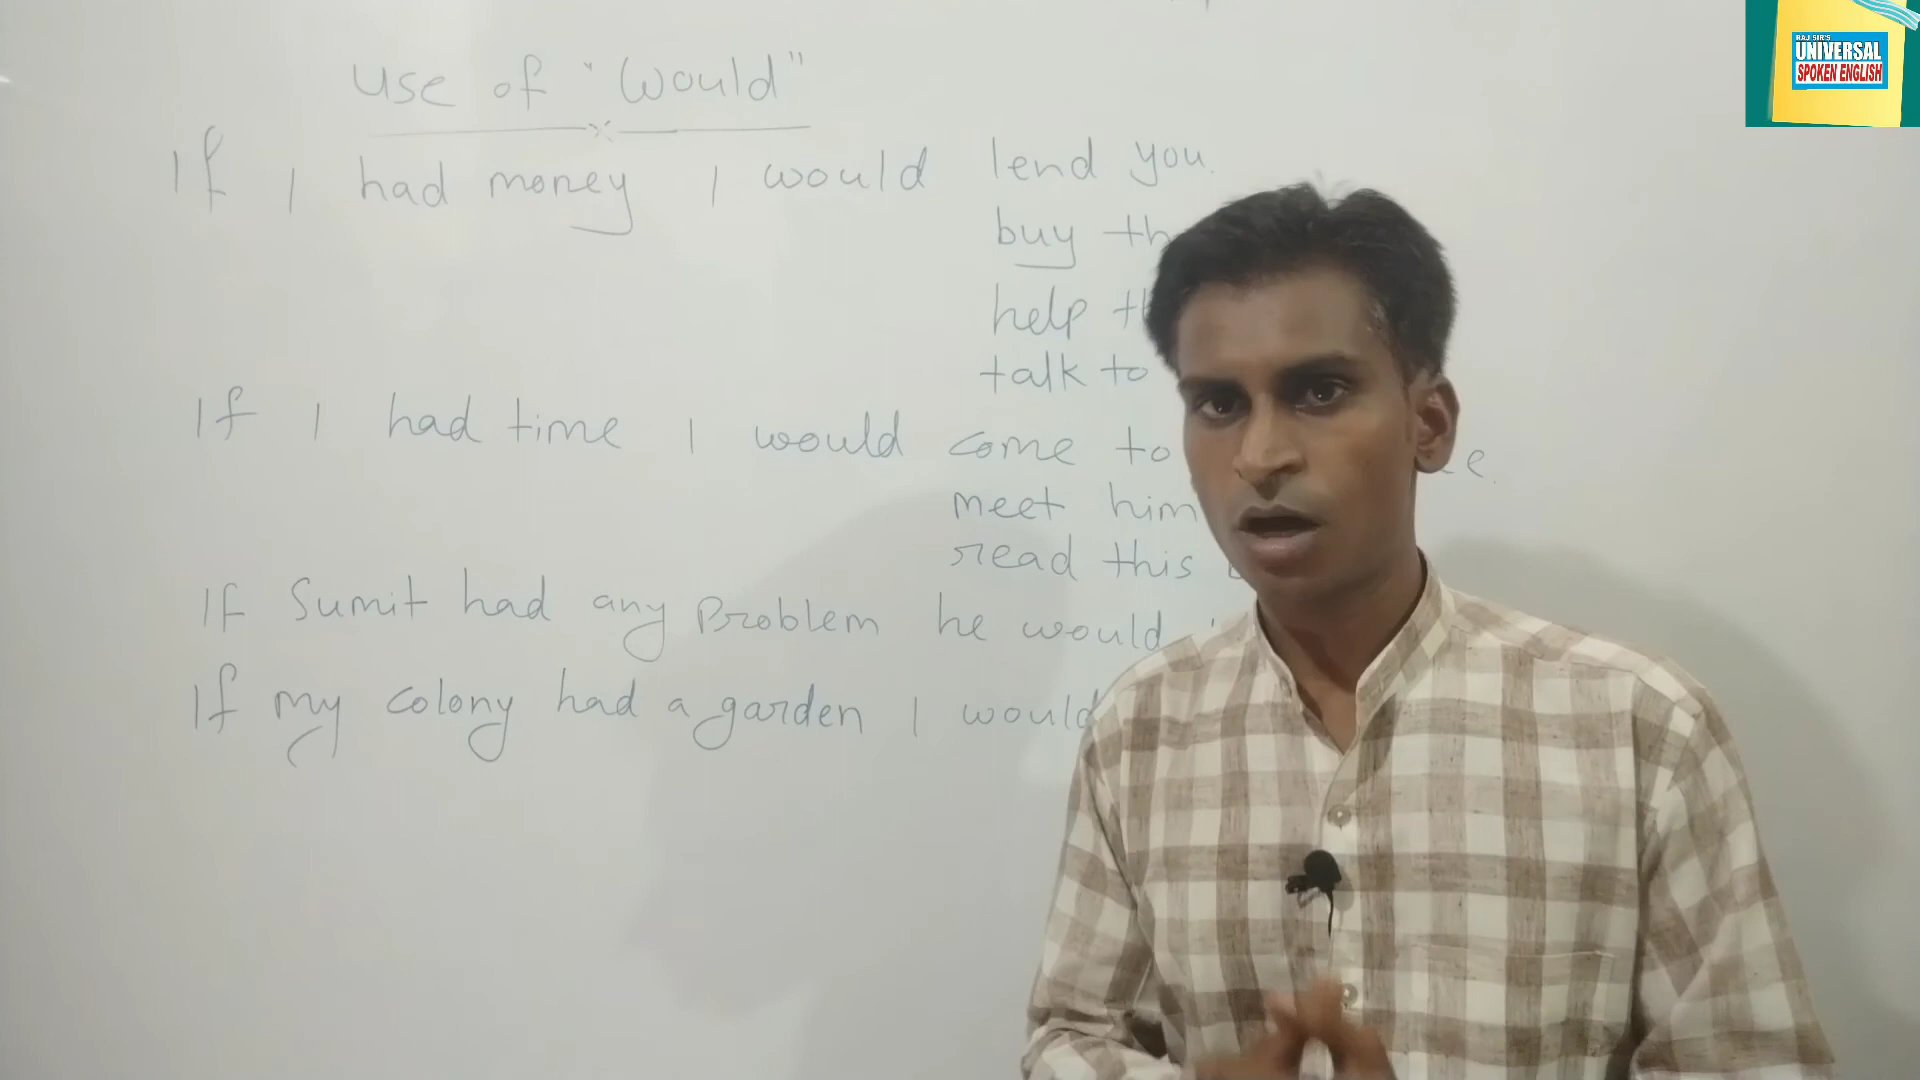 RAJ SIR'S
UNIVERSAL
SPOKEN ENGLISH
Use of "Would"
If I had money I would lend you.
buy
help
talk to
If I had time I would come to
meet him
read this
If Sumit had any Problem he would
If my colony had a garden I would